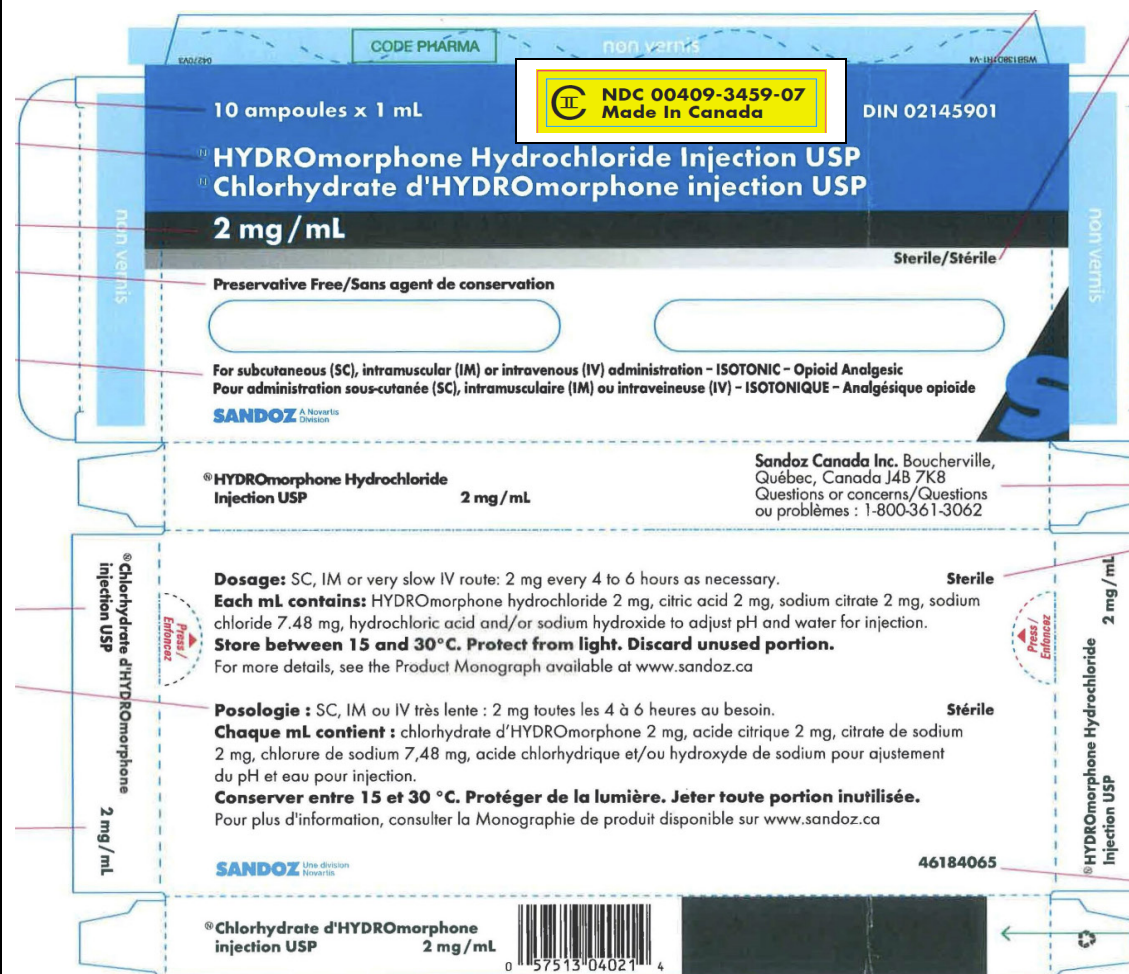 CODE PHARMA
non vernis
04270V3
WSB13801H1-V4
10 ampoules x 1 mL
CII
NDC 00409-3459-07
Made In Canada
DIN 02145901
Ⓝ HYDROmorphone Hydrochloride Injection USP
Ⓝ Chlorhydrate d'HYDROmorphone injection USP
2 mg/mL
non vernis
non vernis
Sterile/Stérile
Preservative Free/Sans agent de conservation
For subcutaneous (SC), intramuscular (IM) or intravenous (IV) administration – ISOTONIC – Opioid Analgesic
Pour administration sous-cutanée (SC), intramusculaire (IM) ou intraveineuse (IV) – ISOTONIQUE – Analgésique opioïde
SANDOZ A Novartis Division
S
Ⓝ HYDROmorphone Hydrochloride
Injection USP 2 mg/mL
Sandoz Canada Inc. Boucherville,
Québec, Canada J4B 7K8
Questions or concerns/Questions
ou problèmes : 1-800-361-3062
Ⓝ Chlorhydrate d'HYDROmorphone
injection USP 2 mg/mL
Press/
Enfoncez
Dosage: SC, IM or very slow IV route: 2 mg every 4 to 6 hours as necessary. Sterile
Each mL contains: HYDROmorphone hydrochloride 2 mg, citric acid 2 mg, sodium citrate 2 mg, sodium
chloride 7.48 mg, hydrochloric acid and/or sodium hydroxide to adjust pH and water for injection.
Store between 15 and 30°C. Protect from light. Discard unused portion.
For more details, see the Product Monograph available at www.sandoz.ca
Posologie : SC, IM ou IV très lente : 2 mg toutes les 4 à 6 heures au besoin. Stérile
Chaque mL contient : chlorhydrate d'HYDROmorphone 2 mg, acide citrique 2 mg, citrate de sodium
2 mg, chlorure de sodium 7,48 mg, acide chlorhydrique et/ou hydroxyde de sodium pour ajustement
du pH et eau pour injection.
Conserver entre 15 et 30 °C. Protéger de la lumière. Jeter toute portion inutilisée.
Pour plus d'information, consulter la Monographie de produit disponible sur www.sandoz.ca
SANDOZ Une division Novartis
46184065
Press/
Enfoncez
Ⓝ HYDROmorphone Hydrochloride
Injection USP 2 mg/mL
Ⓝ Chlorhydrate d'HYDROmorphone
injection USP 2 mg/mL
0 57513 04021 4